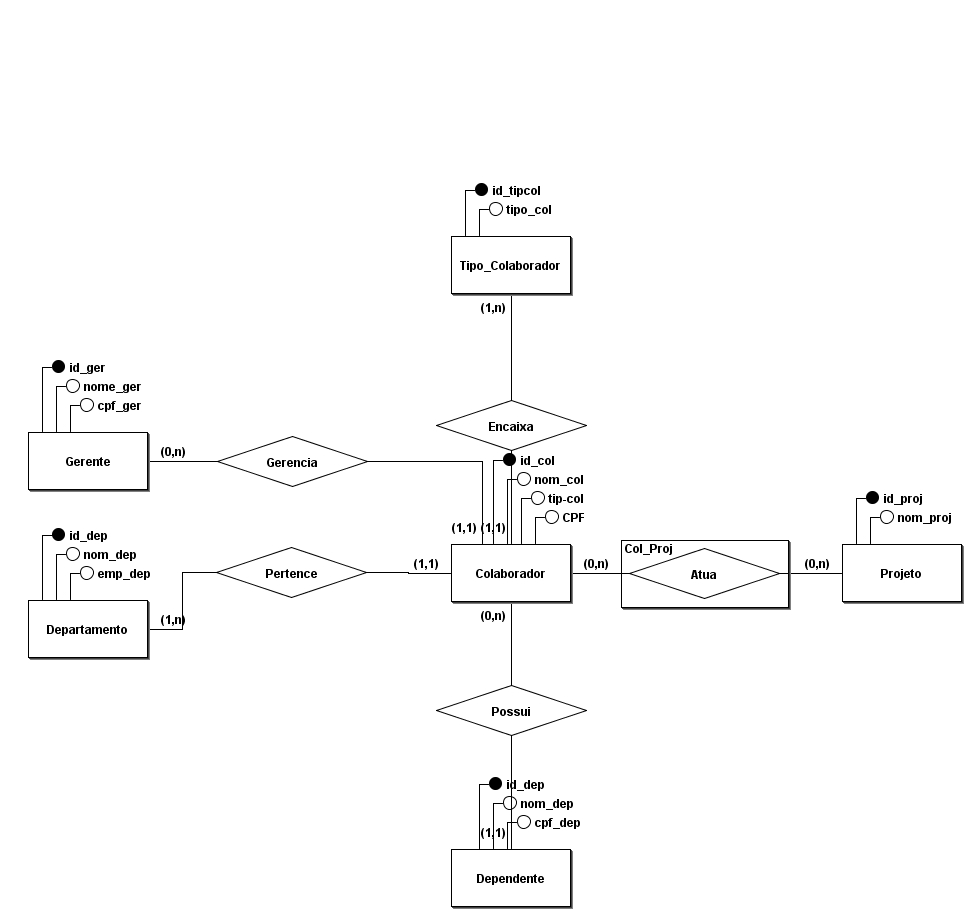 id_tipcol
tipo_col
Tipo_Colaborador
(1,n)
id_ger
nome_ger
cpf_ger
Gerente
(0,n)
Gerencia
Encaixa
id_col
nom_col
tip-col
CPF
(1,1)
(1,1)
id_dep
nom_dep
emp_dep
Departamento
(1,n)
Pertence
(1,1)
Colaborador
(0,n)
Col_Proj
Atua
(0,n)
id_proj
nom_proj
Projeto
(0,n)
Possui
id_dep
nom_dep
cpf_dep
(1,1)
Dependente